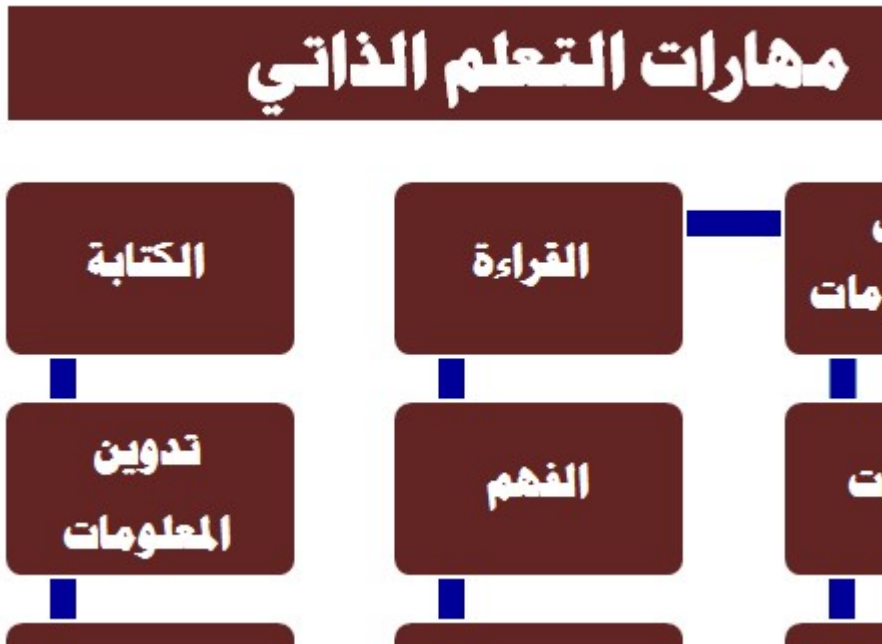 مهارات التعلم الذاتي
القراءة
الكتابة
الفهم
تدوين
المعلومات